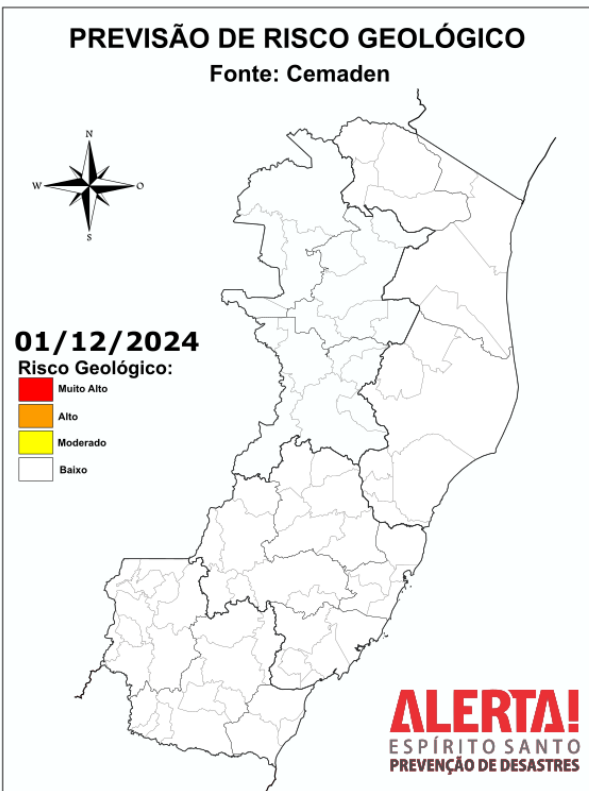 PREVISÃO DE RISCO GEOLÓGICO
Fonte: Cemaden
N
W
O
S
01/12/2024
Risco Geológico:
Muito Alto
Alto
Moderado
Baixo
ALERTA!
ESPÍRITO SANTO
PREVENÇÃO DE DESASTRES